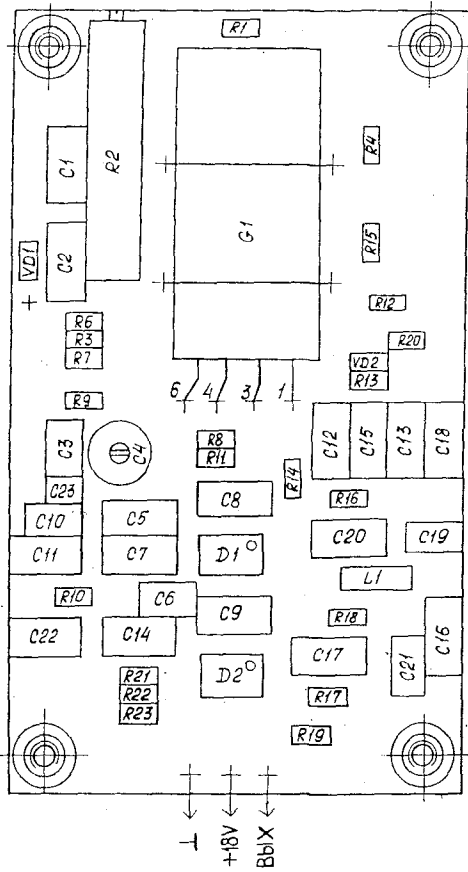 R1
R2
C1
R4
G1
R15
VD1
C2
+
R12
R6
R3
R7
R20
VD2
R13
6
4
3
1
R9
C3
C4
R8
R11
C12
C15
C13
C18
C23
R14
C8
R16
C10
C5
C20
C19
C11
C7
D1
L1
R10
C6
C9
R18
C22
C14
C17
C21
C16
R21
R22
R23
D2
R17
R19
⊥
+18V
ВЫХ